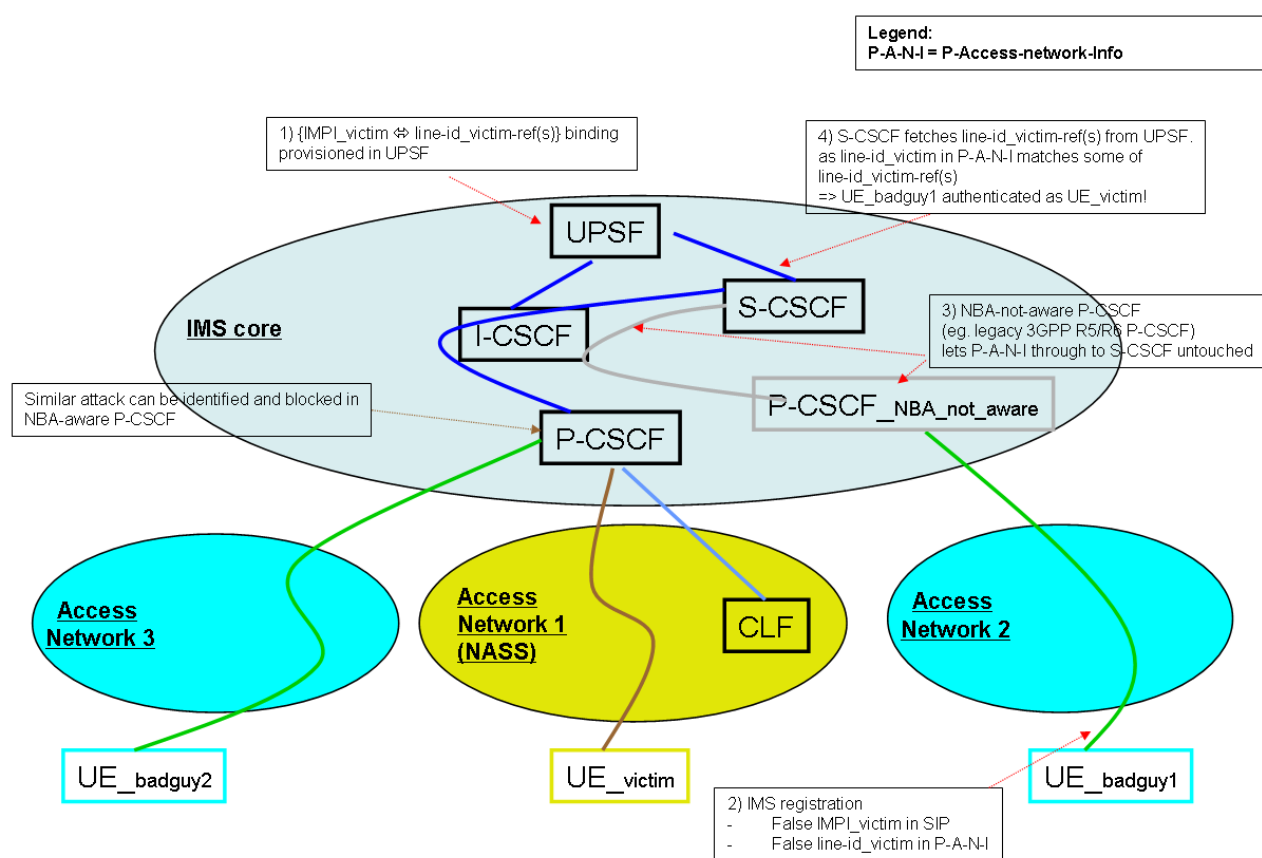 Legend:
P-A-N-I = P-Access-network-Info
1) {IMPI_victim ⬄ line-id_victim-ref(s)} binding
provisioned in UPSF
4) S-CSCF fetches line-id_victim-ref(s) from UPSF.
as line-id_victim in P-A-N-I matches some of
line-id_victim-ref(s)
=> UE_badguy1 authenticated as UE_victim!
UPSF
S-CSCF
I-CSCF
IMS core
3) NBA-not-aware P-CSCF
(eg. legacy 3GPP R5/R6 P-CSCF)
lets P-A-N-I through to S-CSCF untouched
Similar attack can be identified and blocked in
NBA-aware P-CSCF
P-CSCF_NBA_not_aware
P-CSCF
Access
Network 3
Access
Network 1
(NASS)
CLF
Access
Network 2
UE_badguy2
UE_victim
UE_badguy1
2) IMS registration
- False IMPI_victim in SIP
- False line-id_victim in P-A-N-I